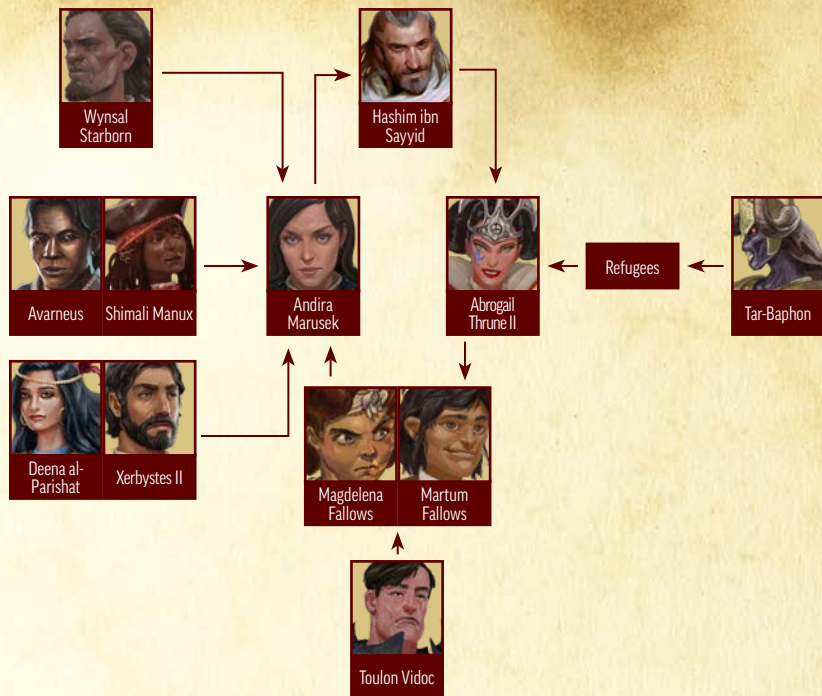 Wynsal
Starborn
Hashim ibn
Sayyid
Avarneus
Shimali Manux
Andira
Marusek
Abrogail
Thrune II
Refugees
Tar-Baphon
Deena al-
Parishat
Xerbystes II
Magdelena
Fallows
Martum
Fallows
Toulon Vidoc